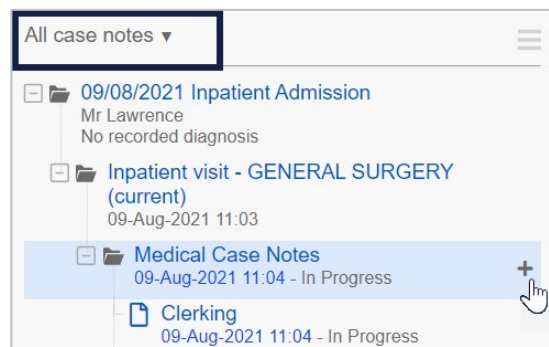 All case notes ▾
09/08/2021 Inpatient Admission
Mr Lawrence
No recorded diagnosis
Inpatient visit - GENERAL SURGERY
(current)
09-Aug-2021 11:03
Medical Case Notes
09-Aug-2021 11:04 - In Progress
Clerking
09-Aug-2021 11:04 - In Progress